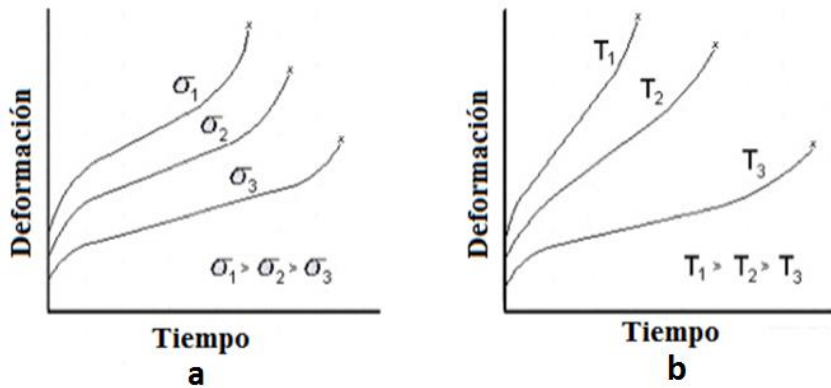 Deformación
σ1
σ2
σ3
σ1 > σ2 > σ3
Tiempo
a
Deformación
T1
T2
T3
T1 > T2 > T3
Tiempo
b